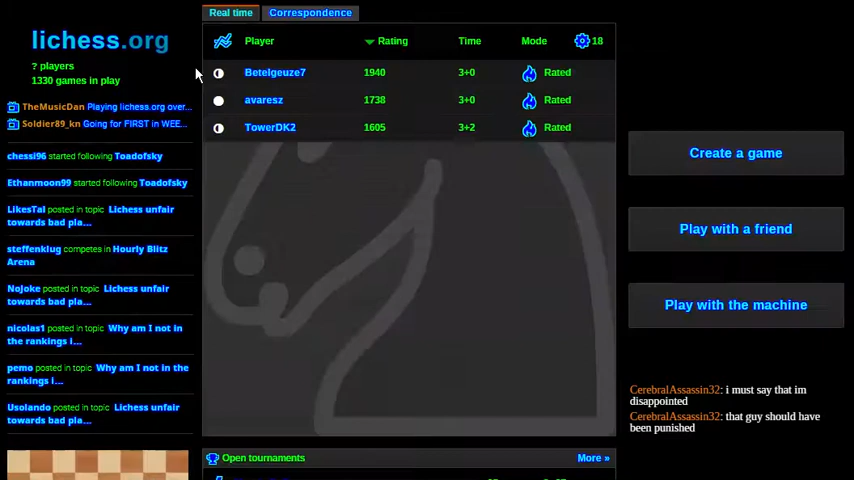 Real time Correspondence
lichess.org
? players
1330 games in play
TheMusicDan Playing lichess.org over...
Soldier89_kn Going for FIRST in WEE...
chessi96 started following Toadofsky
Ethanmoon99 started following Toadofsky
LikesTal posted in topic Lichess unfair
towards bad pla...
steffenklug competes in Hourly Blitz
Arena
NoJoke posted in topic Lichess unfair
towards bad pla...
nicolas1 posted in topic Why am I not in
the rankings i...
pemo posted in topic Why am I not in the
rankings i...
Usolando posted in topic Lichess unfair
towards bad pla...
Player Rating Time Mode 18
Betelgeuze7 1940 3+0 Rated
avaresz 1738 3+0 Rated
TowerDK2 1605 3+2 Rated
Open tournaments More »
Create a game
Play with a friend
Play with the machine
CerebralAssassin32: i must say that im
disappointed
CerebralAssassin32: that guy should have
been punished